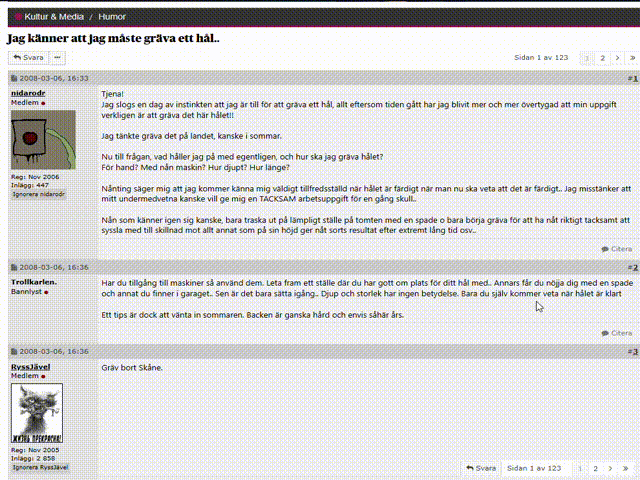 Kultur & Media / Humor
Jag känner att jag måste gräva ett hål..
Svara
Sidan 1 av 123 1 2 › »
2008-03-06, 16:33 #1
nidarodr
Medlem
Reg: Nov 2006
Inlägg: 447
Ignorera nidarodr
Tjena!
Jag slogs en dag av instinkten att jag är till för att gräva ett hål, allt eftersom tiden gått har jag blivit mer och mer övertygad att min uppgift
verkligen är att gräva det här hålet!!
Jag tänkte gräva det på landet, kanske i sommar.
Nu till frågan, vad håller jag på med egentligen, och hur ska jag gräva hålet?
För hand? Med nån maskin? Hur djupt? Hur länge?
Nånting säger mig att jag kommer känna mig väldigt tillfredsställd när hålet är färdigt när man nu ska veta att det är färdigt.. Jag misstänker att
mitt undermedvetna kanske vill ge mig en TACKSAM arbetsuppgift för en gång skull..
Nån som känner igen sig kanske, bara traska ut på lämpligt ställe på tomten med en spade o bara börja gräva för att ha nåt riktigt tacksamt att
syssla med till skillnad mot allt annat som på sin höjd ger nåt sorts resultat efter extremt lång tid osv..
Citera
2008-03-06, 16:36 #2
Trollkarlen.
Bannlyst
Har du tillgång till maskiner så använd dem. Leta fram ett ställe där du har gott om plats för ditt hål med.. Annars får du nöjja dig med en spade
och annat du finner i garaget.. Sen är det bara sätta igång.. Djup och storlek har ingen betydelse. Bara du själv kommer veta när hålet är klart
Ett tips är dock att vänta in sommaren. Backen är ganska hård och envis såhär års.
Citera
2008-03-06, 16:36 #3
RyssJävel
Medlem
ЖИЗНЬ ПРЕКРАСНА!
Reg: Nov 2005
Inlägg: 2 858
Ignorera RyssJävel
Gräv bort Skåne.
Svara Sidan 1 av 123 1 2 › »